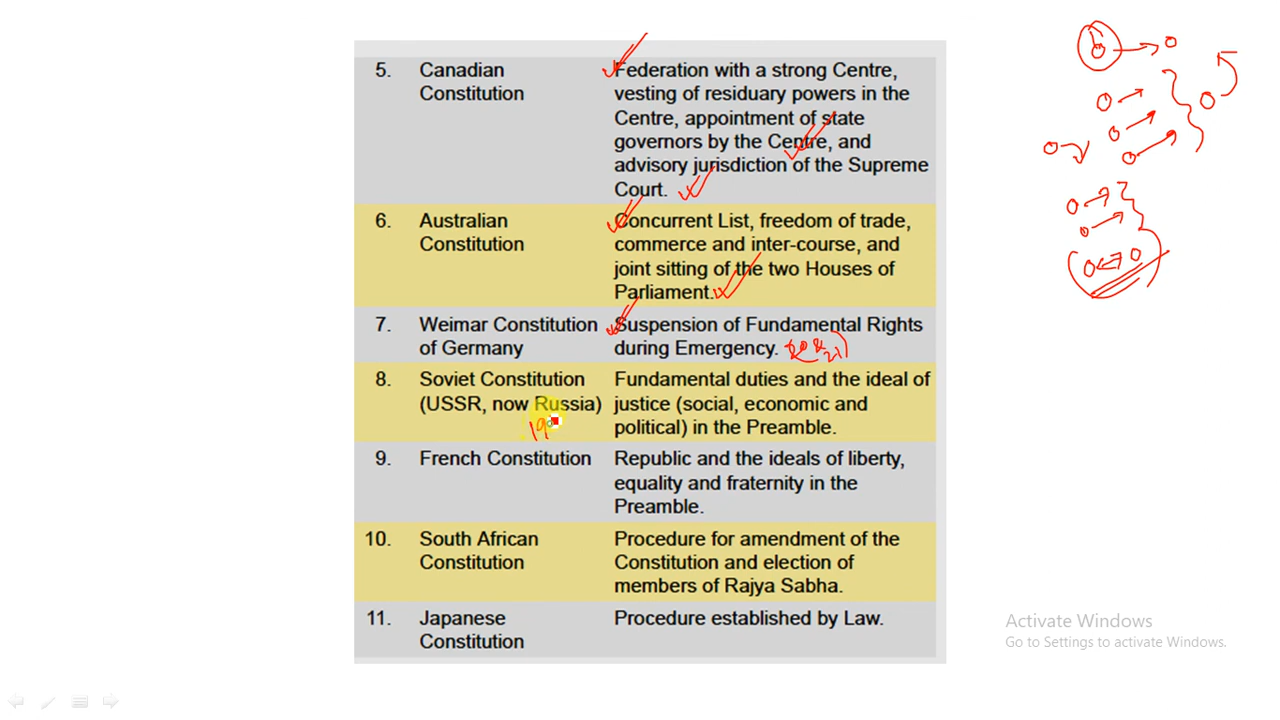 5. Canadian Constitution
Federation with a strong Centre,
vesting of residuary powers in the
Centre, appointment of state
governors by the Centre, and
advisory jurisdiction of the Supreme
Court.
6. Australian Constitution
Concurrent List, freedom of trade,
commerce and inter-course, and
joint sitting of the two Houses of
Parliament.
7. Weimar Constitution of Germany
Suspension of Fundamental Rights
during Emergency. (20 & 21)
8. Soviet Constitution
(USSR, now Russia)
19
Fundamental duties and the ideal of
justice (social, economic and
political) in the Preamble.
9. French Constitution
Republic and the ideals of liberty,
equality and fraternity in the
Preamble.
10. South African Constitution
Procedure for amendment of the
Constitution and election of
members of Rajya Sabha.
11. Japanese Constitution
Procedure established by Law.
Activate Windows
Go to Settings to activate Windows.